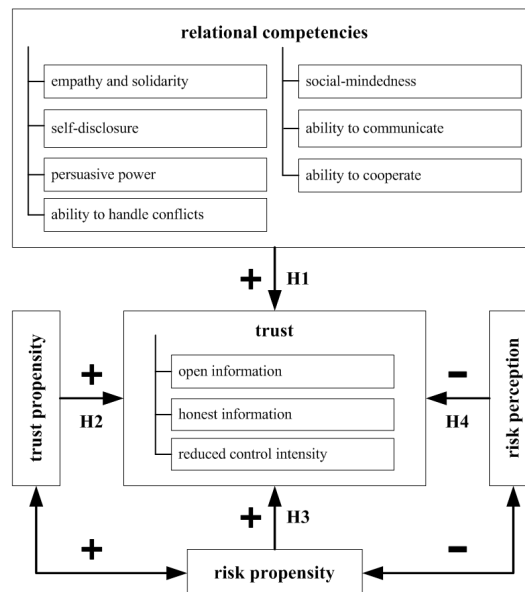 relational competencies
empathy and solidarity
social-mindedness
self-disclosure
ability to communicate
persuasive power
ability to cooperate
ability to handle conflicts
+
H1
trust
open information
honest information
reduced control intensity
trust propensity
+
H2
risk perception
−
H4
+
H3
+
−
risk propensity